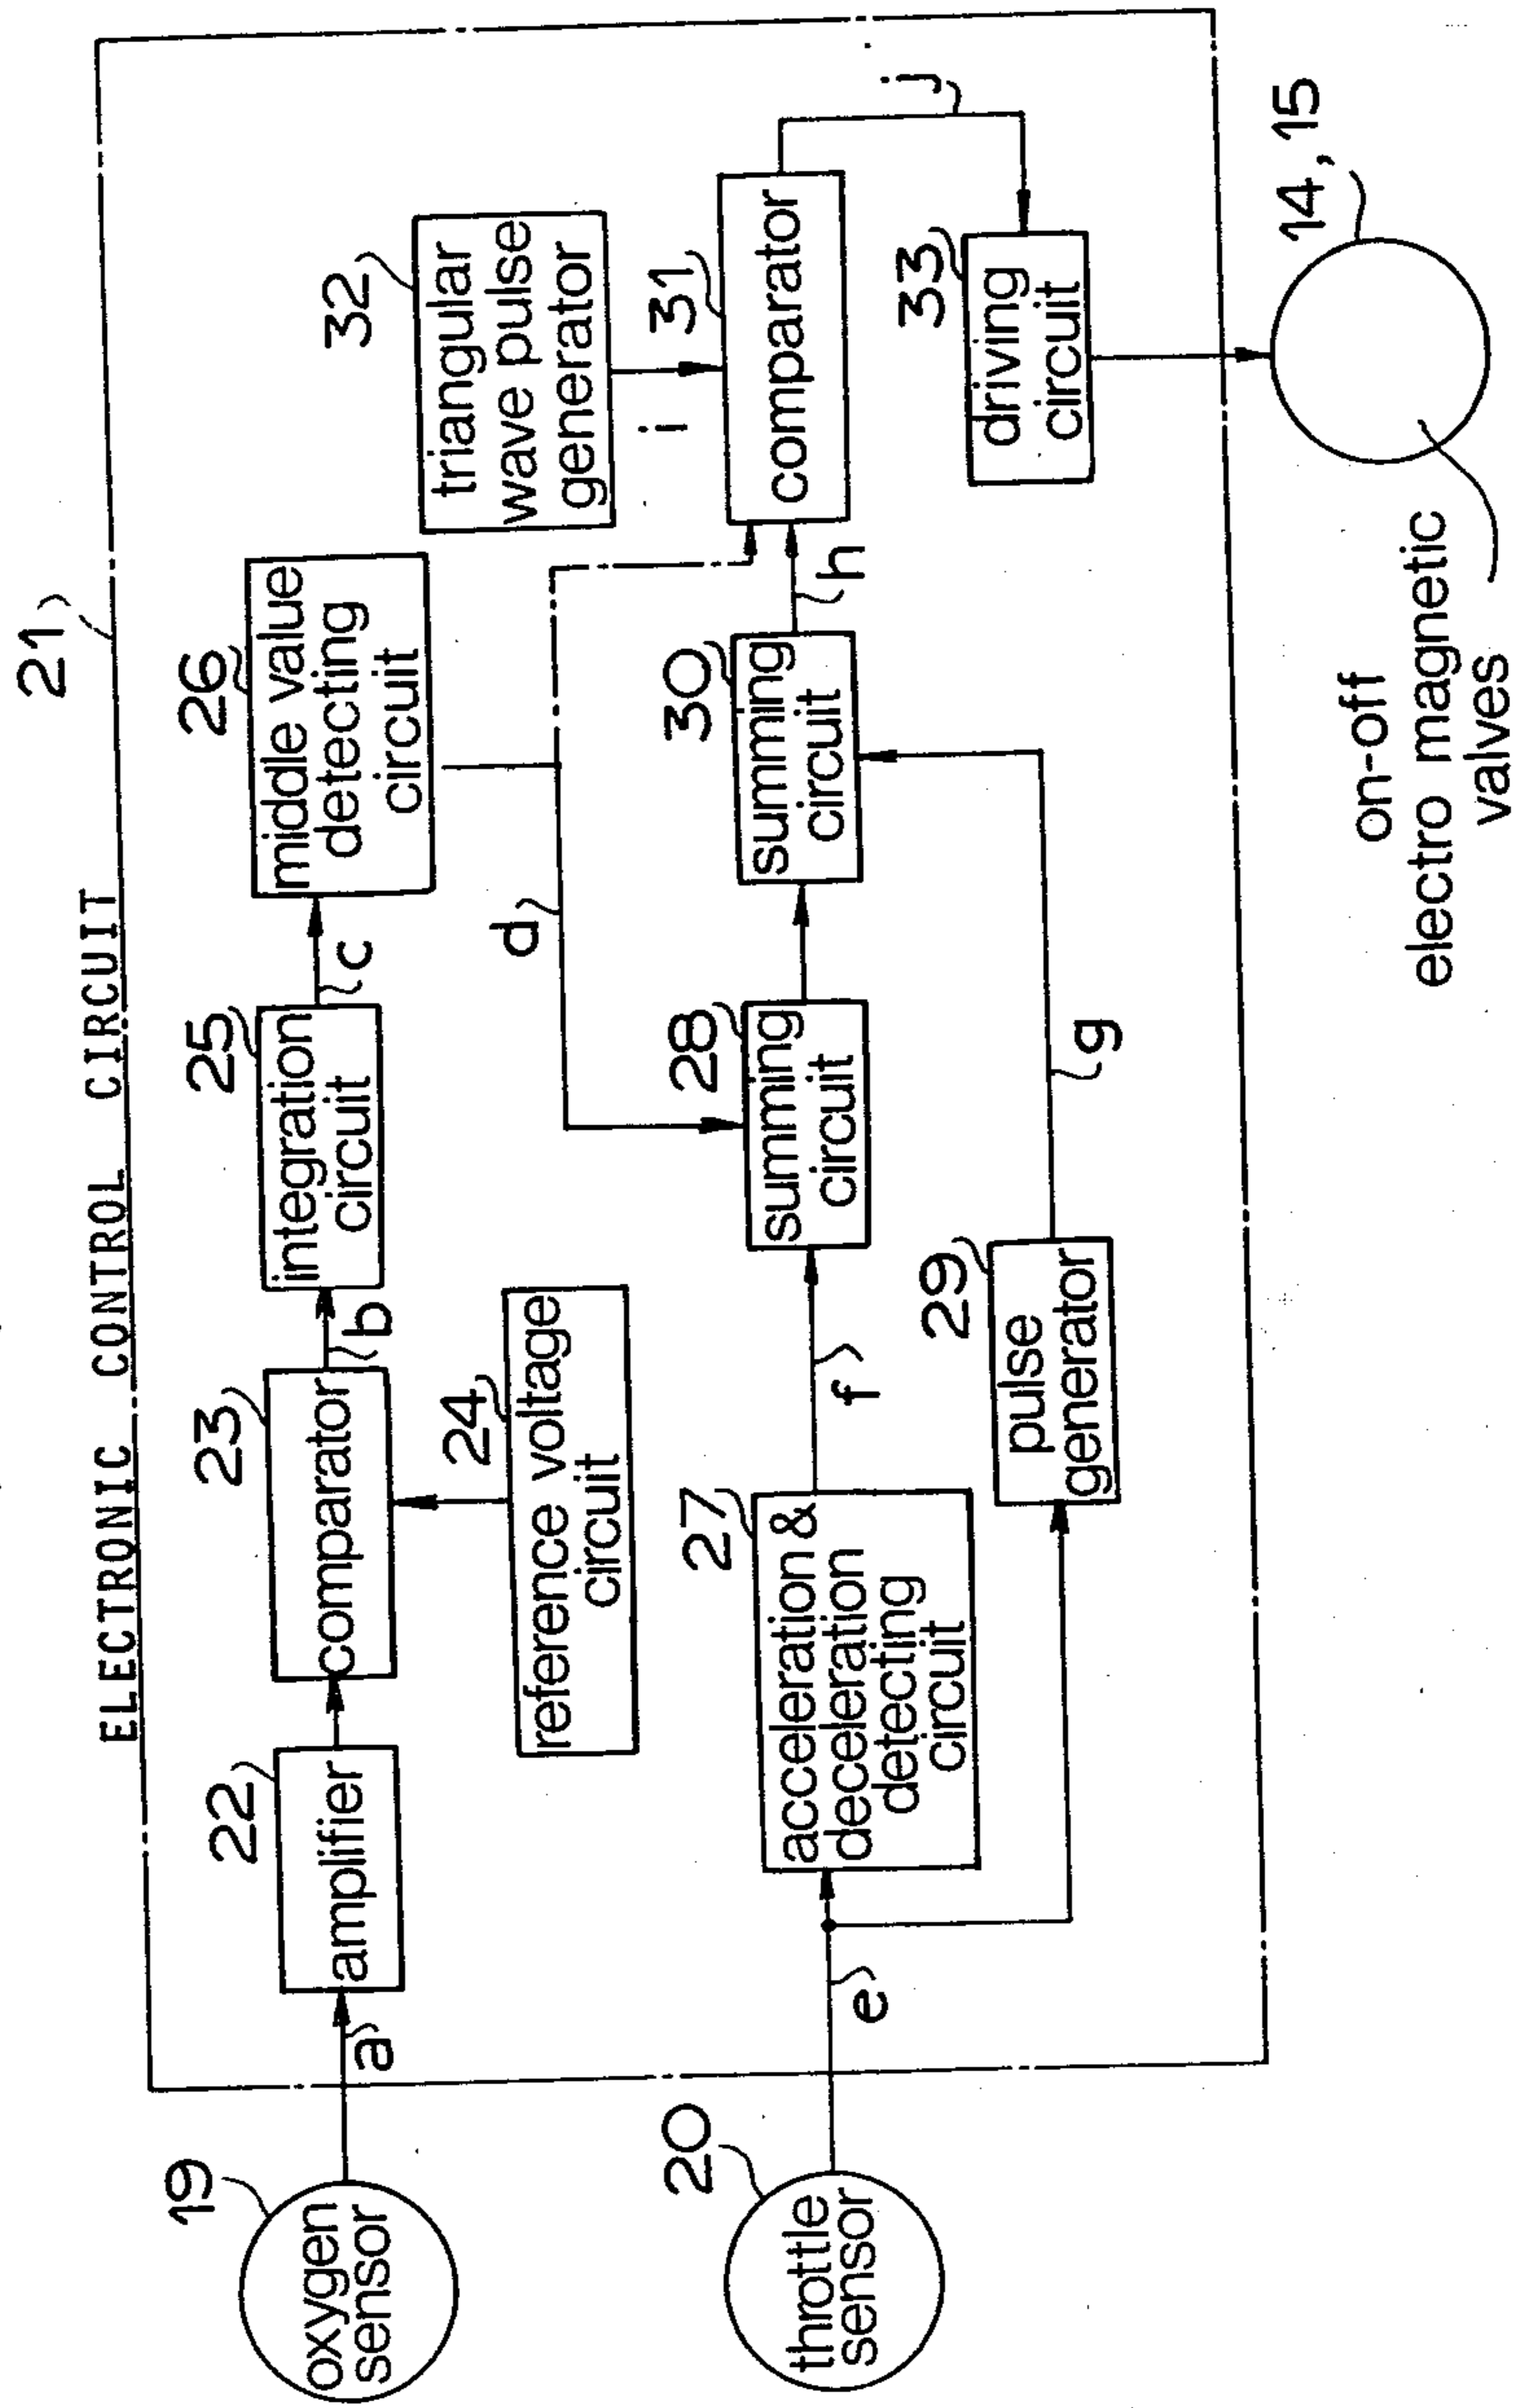 21
ELECTRONIC CONTROL CIRCUIT
19
oxygen
sensor
a
22
amplifier
23
comparator
b
24
reference voltage
circuit
25
integration
circuit
c
26
middle value
detecting
circuit
d
32
triangular
wave pulse
generator
i
20
throttle
sensor
e
27
acceleration &
deceleration
detecting
circuit
f
28
summing
circuit
30
summing
circuit
h
31
comparator
j
29
pulse
generator
g
33
driving
circuit
14, 15
on-off
electro magnetic
valves